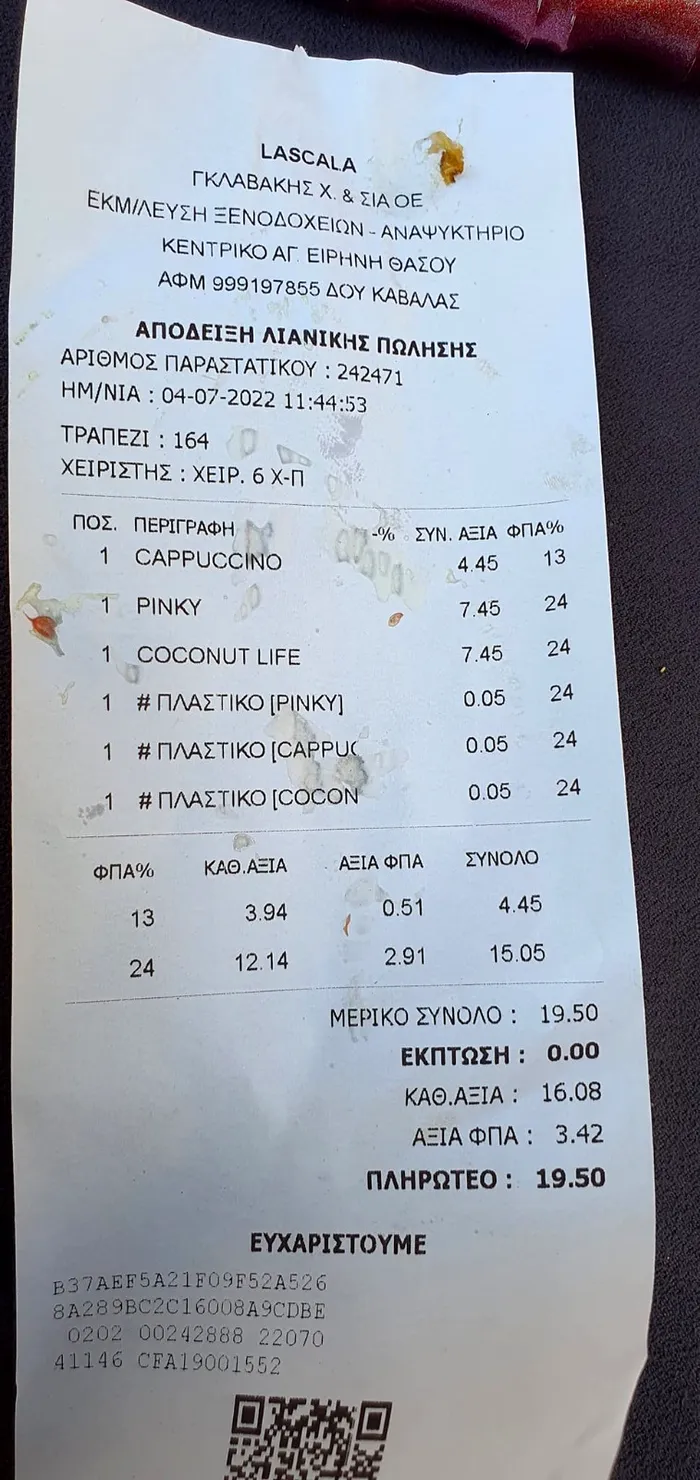 LASCALA
ΓΚΛΑΒΑΚΗΣ Χ. & ΣΙΑ ΟΕ
ΕΚΜ/ΛΕΥΣΗ ΞΕΝΟΔΟΧΕΙΩΝ - ΑΝΑΨΥΚΤΗΡΙΟ
ΚΕΝΤΡΙΚΟ ΑΓ. ΕΙΡΗΝΗ ΘΑΣΟΥ
ΑΦΜ 999197855 ΔΟΥ ΚΑΒΑΛΑΣ
ΑΠΟΔΕΙΞΗ ΛΙΑΝΙΚΗΣ ΠΩΛΗΣΗΣ
ΑΡΙΘΜΟΣ ΠΑΡΑΣΤΑΤΙΚΟΥ : 242471
ΗΜ/ΝΙΑ : 04-07-2022 11:44:53
ΤΡΑΠΕΖΙ : 164
ΧΕΙΡΙΣΤΗΣ : ΧΕΙΡ. 6 Χ-Π
ΠΟΣ. ΠΕΡΙΓΡΑΦΗ -% ΣΥΝ. ΑΞΙΑ ΦΠΑ%
1 CAPPUCCINO 4.45 13
1 PINKY 7.45 24
1 COCONUT LIFE 7.45 24
1 # ΠΛΑΣΤΙΚΟ [PINKY] 0.05 24
1 # ΠΛΑΣΤΙΚΟ [CAPPUC 0.05 24
1 # ΠΛΑΣΤΙΚΟ [COCON 0.05 24
ΦΠΑ% ΚΑΘ.ΑΞΙΑ ΑΞΙΑ ΦΠΑ ΣΥΝΟΛΟ
13 3.94 0.51 4.45
24 12.14 2.91 15.05
ΜΕΡΙΚΟ ΣΥΝΟΛΟ : 19.50
ΕΚΠΤΩΣΗ : 0.00
ΚΑΘ.ΑΞΙΑ : 16.08
ΑΞΙΑ ΦΠΑ : 3.42
ΠΛΗΡΩΤΕΟ : 19.50
ΕΥΧΑΡΙΣΤΟΥΜΕ
B37AEF5A21F09F52A526
8A289BC2C16008A9CDBE
0202 00242888 22070
41146 CFA19001552